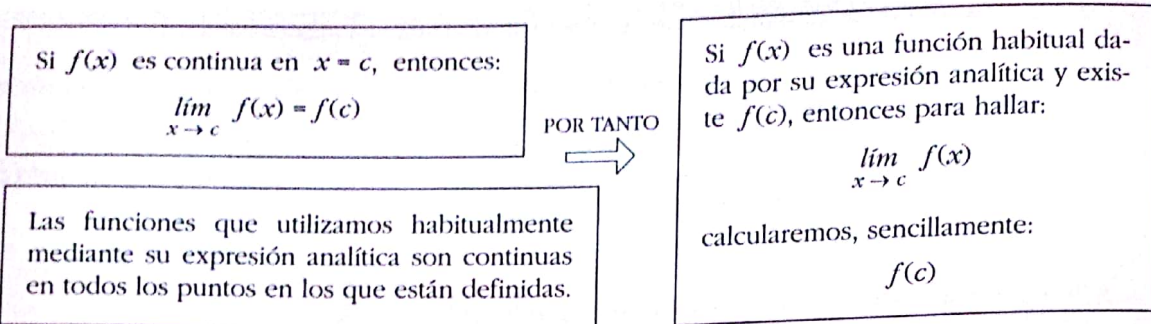 Si f(x) es continua en x = c, entonces:
lím f(x) = f(c)
x → c
Las funciones que utilizamos habitualmente
mediante su expresión analítica son continuas
en todos los puntos en los que están definidas.
POR TANTO
Si f(x) es una función habitual da-
da por su expresión analítica y exis-
te f(c), entonces para hallar:
lím f(x)
x → c
calcularemos, sencillamente:
f(c)